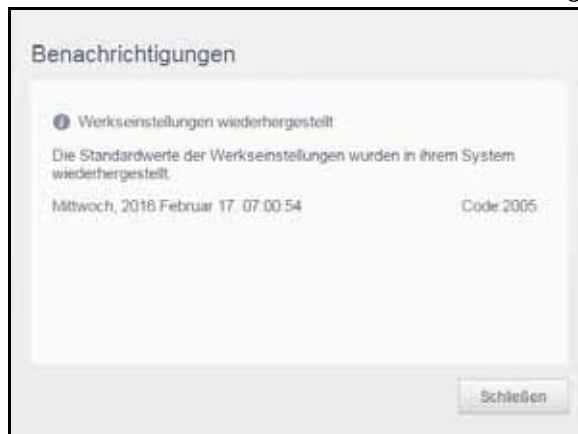 Benachrichtigungen
Werkseinstellungen wiederhergestellt
Die Standardwerte der Werkseinstellungen wurden in ihrem System
wiederhergestellt.
Mittwoch, 2016 Februar 17. 07:00:54 Code:2005
Schließen